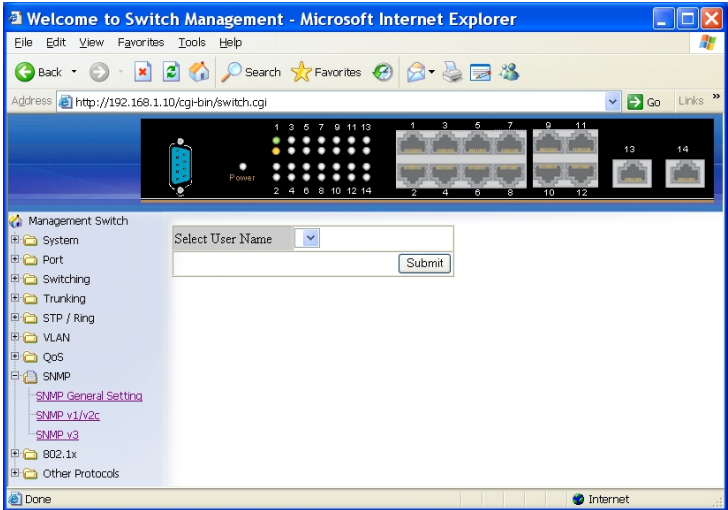 Welcome to Switch Management - Microsoft Internet Explorer
File Edit View Favorites Tools Help
Back Search Favorites
Address http://192.168.1.10/cgi-bin/switch.cgi Go Links »
1 3 5 7 9 11 13
Power
2 4 6 8 10 12 14
1 3 5 7 9 11
13 14
2 4 6 8 10 12
Management Switch
System
Port
Switching
Trunking
STP / Ring
VLAN
QoS
SNMP
SNMP General Setting
SNMP v1/v2c
SNMP v3
802.1x
Other Protocols
Select User Name
Submit
Done Internet